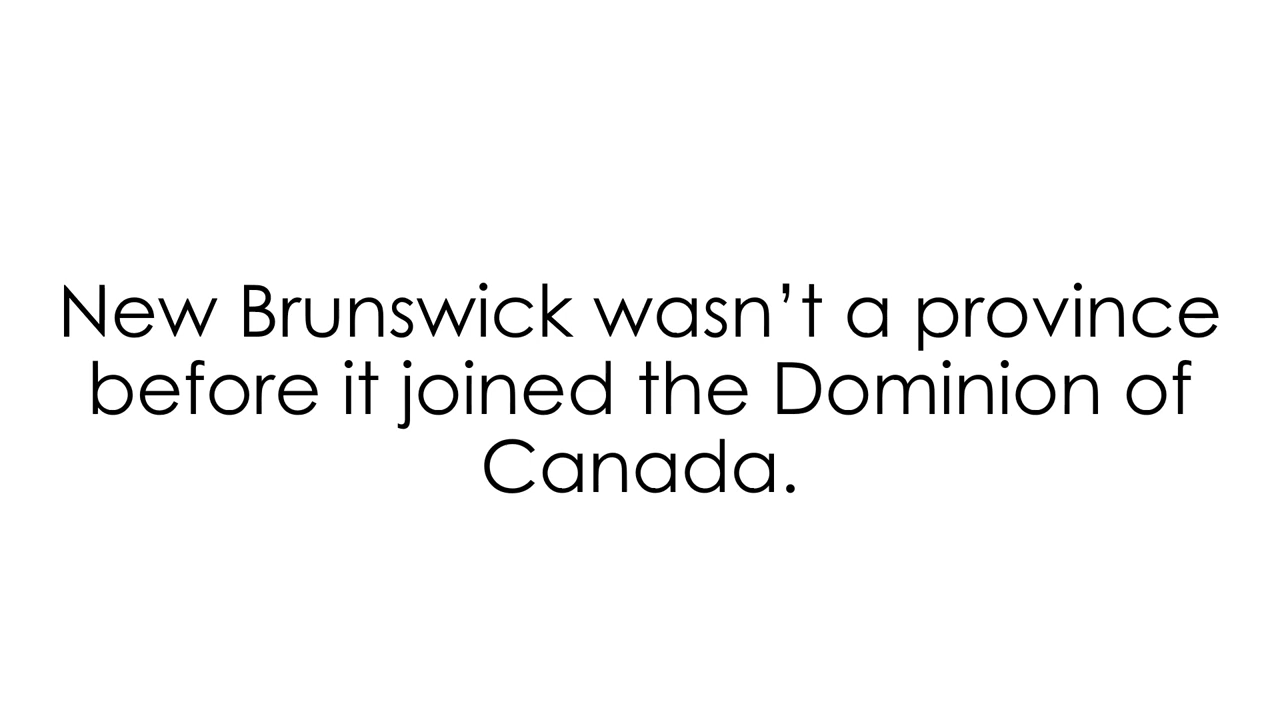 New Brunswick wasn’t a province
before it joined the Dominion of
Canada.